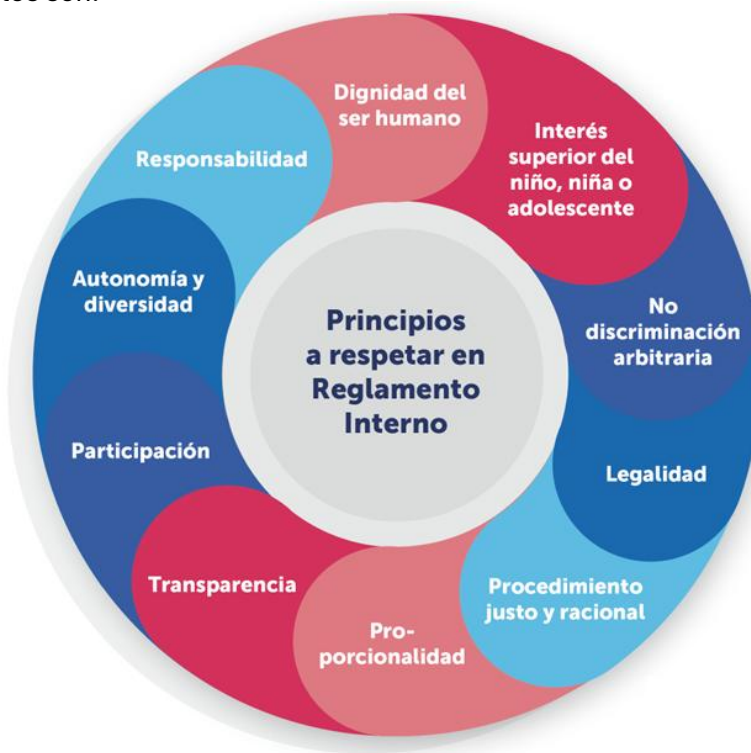 Dignidad del
ser humano
Interés
superior del
niño, niña o
adolescente
No
discriminación
arbitraria
Legalidad
Procedimiento
justo y racional
Pro-
porcionalidad
Transparencia
Participación
Autonomía y
diversidad
Responsabilidad
Principios
a respetar en
Reglamento
Interno